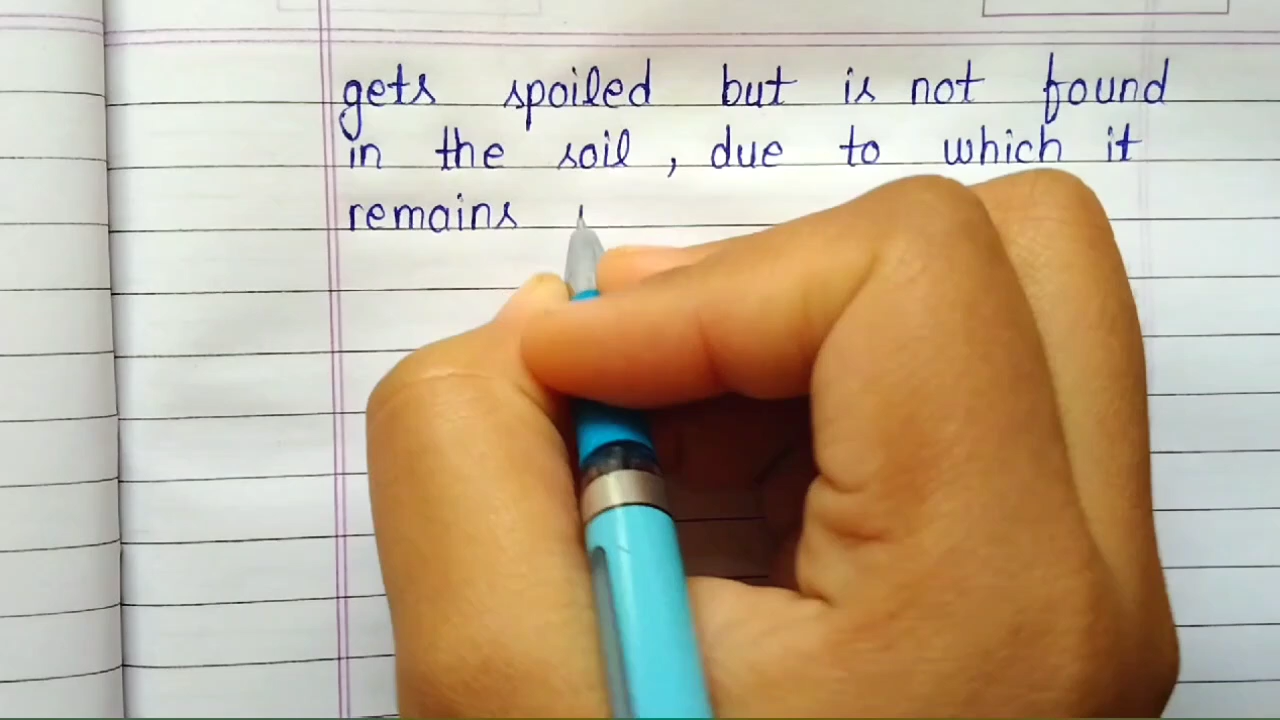 gets spoiled but is not found
in the soil, due to which it
remains